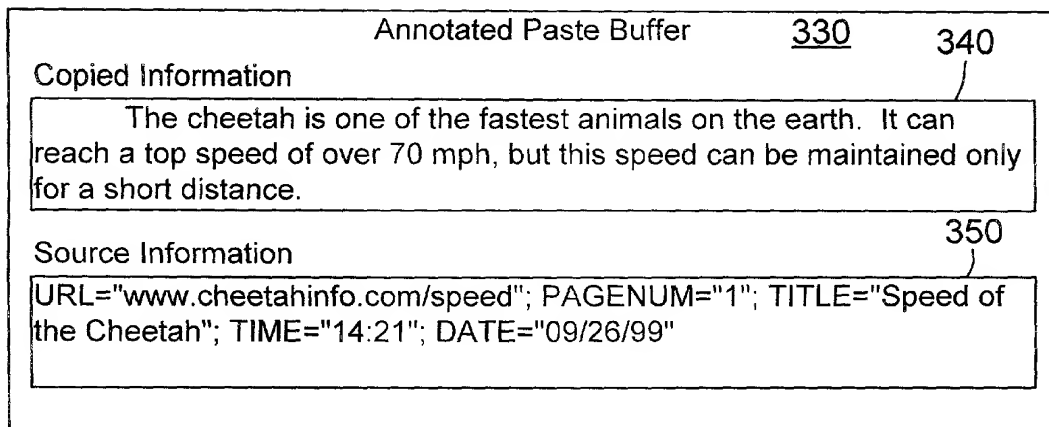 Annotated Paste Buffer 330 340
Copied Information
The cheetah is one of the fastest animals on the earth. It can
reach a top speed of over 70 mph, but this speed can be maintained only
for a short distance.
350
Source Information
URL="www.cheetahinfo.com/speed"; PAGENUM="1"; TITLE="Speed of
the Cheetah"; TIME="14:21"; DATE="09/26/99"